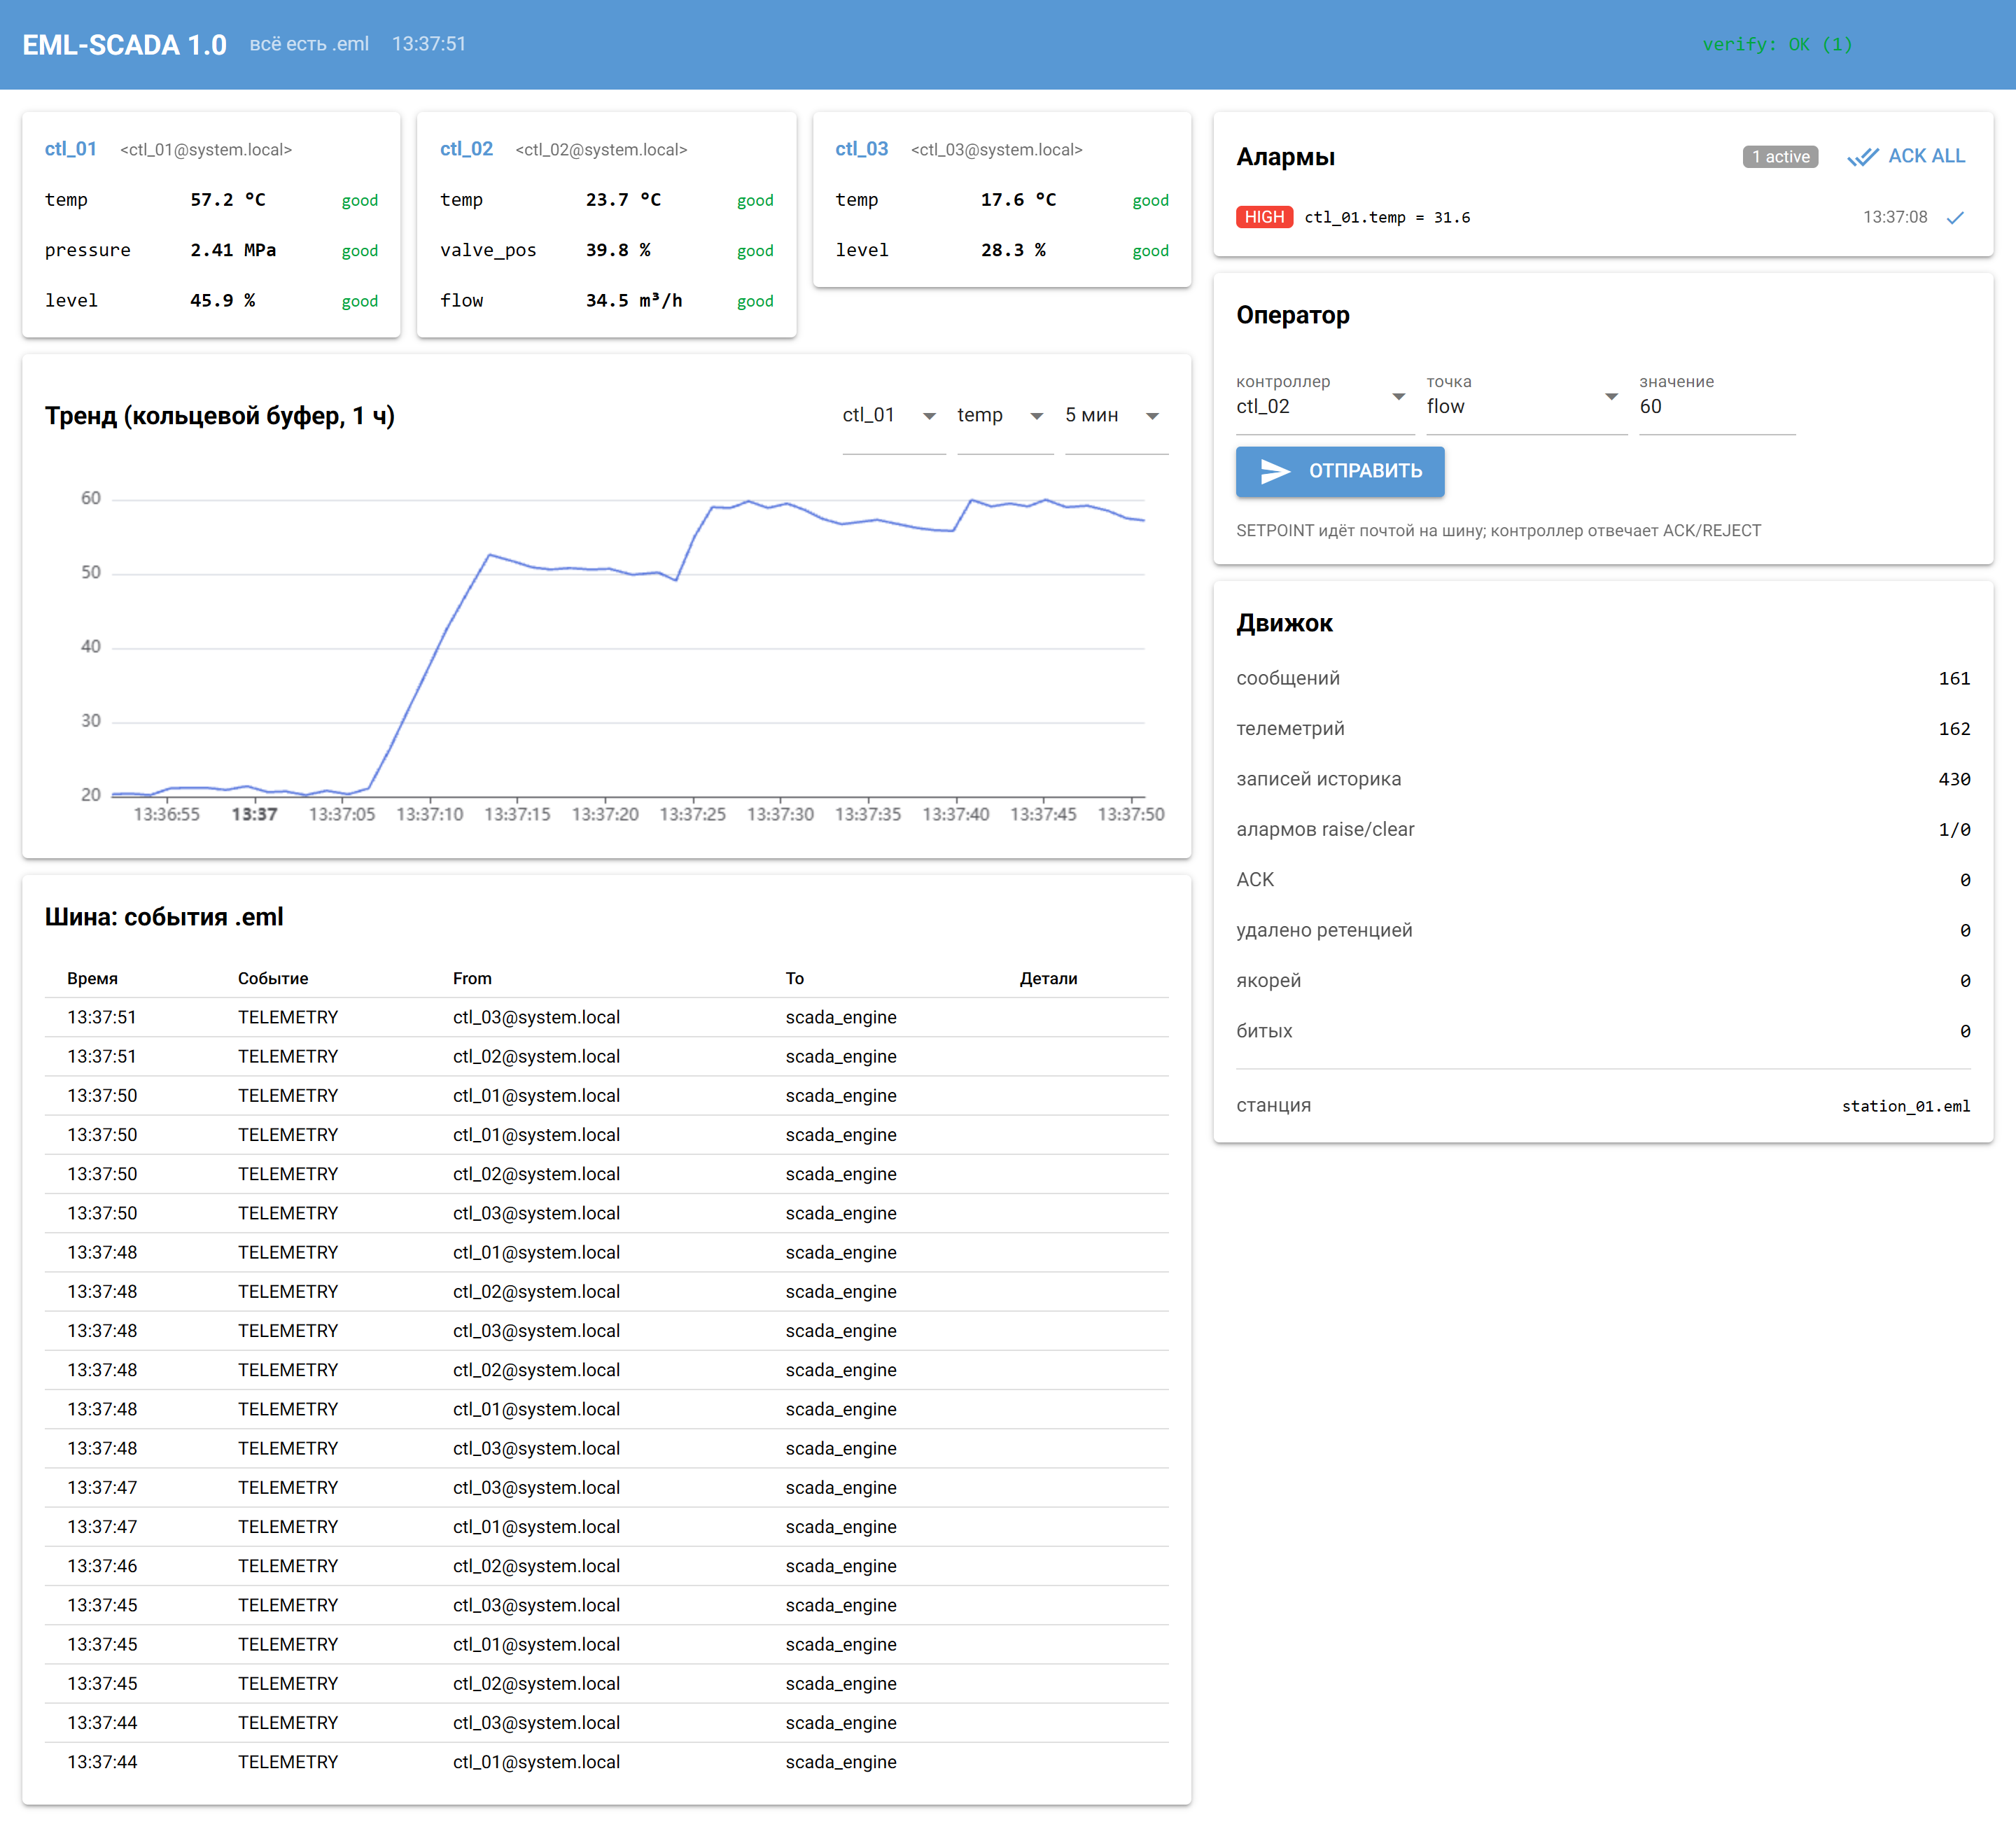 EML-SCADA 1.0 всё есть .eml 13:37:51 verify: OK (1)
ctl_01 <ctl_01@system.local>
temp 57.2 °C good
pressure 2.41 MPa good
level 45.9 % good
ctl_02 <ctl_02@system.local>
temp 23.7 °C good
valve_pos 39.8 % good
flow 34.5 m³/h good
ctl_03 <ctl_03@system.local>
temp 17.6 °C good
level 28.3 % good
Тренд (кольцевой буфер, 1 ч) ctl_01 temp 5 мин
60
50
40
30
20
13:36:55 13:37 13:37:05 13:37:10 13:37:15 13:37:20 13:37:25 13:37:30 13:37:35 13:37:40 13:37:45 13:37:50
Шина: события .eml
Время Событие From To Детали
13:37:51 TELEMETRY ctl_03@system.local scada_engine
13:37:51 TELEMETRY ctl_02@system.local scada_engine
13:37:50 TELEMETRY ctl_01@system.local scada_engine
13:37:50 TELEMETRY ctl_01@system.local scada_engine
13:37:50 TELEMETRY ctl_02@system.local scada_engine
13:37:50 TELEMETRY ctl_03@system.local scada_engine
13:37:48 TELEMETRY ctl_01@system.local scada_engine
13:37:48 TELEMETRY ctl_02@system.local scada_engine
13:37:48 TELEMETRY ctl_03@system.local scada_engine
13:37:48 TELEMETRY ctl_02@system.local scada_engine
13:37:48 TELEMETRY ctl_01@system.local scada_engine
13:37:48 TELEMETRY ctl_03@system.local scada_engine
13:37:47 TELEMETRY ctl_03@system.local scada_engine
13:37:47 TELEMETRY ctl_01@system.local scada_engine
13:37:46 TELEMETRY ctl_02@system.local scada_engine
13:37:45 TELEMETRY ctl_03@system.local scada_engine
13:37:45 TELEMETRY ctl_01@system.local scada_engine
13:37:45 TELEMETRY ctl_02@system.local scada_engine
13:37:44 TELEMETRY ctl_03@system.local scada_engine
13:37:44 TELEMETRY ctl_01@system.local scada_engine
Алармы 1 active ACK ALL
HIGH ctl_01.temp = 31.6 13:37:08
Оператор
контроллер точка значение
ctl_02 flow 60
ОТПРАВИТЬ
SETPOINT идёт почтой на шину; контроллер отвечает ACK/REJECT
Движок
сообщений 161
телеметрий 162
записей историка 430
алармов raise/clear 1/0
ACK 0
удалено ретенцией 0
якорей 0
битых 0
станция station_01.eml